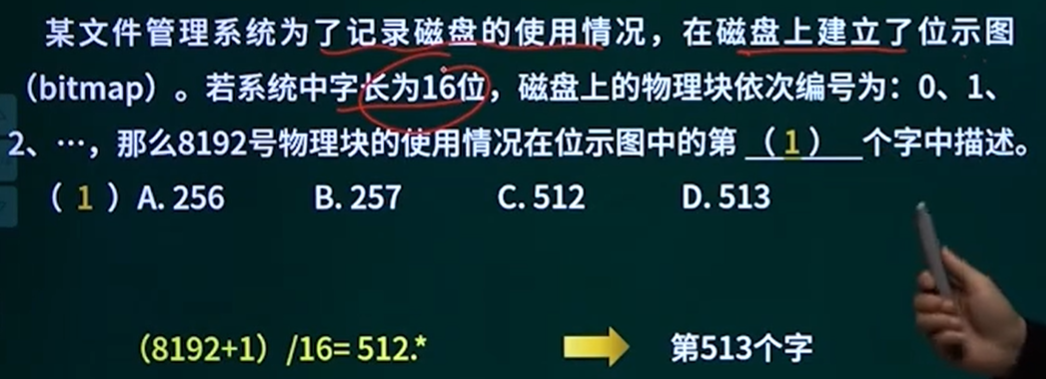 某文件管理系统为了记录磁盘的使用情况，在磁盘上建立了位示图
（bitmap）。若系统中字长为16位，磁盘上的物理块依次编号为：0、1、
2、…，那么8192号物理块的使用情况在位示图中的第 （1） 个字中描述。
（ 1 ）A. 256 B. 257 C. 512 D. 513
（8192+1）/16= 512.* 第513个字